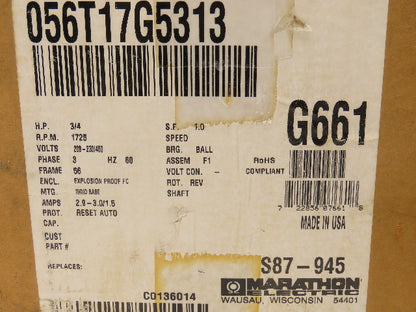 056T17G5313
G661
H.P. 3/4 S.F. 1.0
R.P.M. 1725 SPEED
VOLTS 208-230/460 BRG. BALL
PHASE 3 HZ 60 ASSEM F1
FRAME 56 VOLT CON. -
ENCL. EXPLOSION PROOF FC ROT. REV
MTG. RIGID BASE SHAFT
AMPS 2.9-3.0/1.5
PROT. RESET AUTO
CAP.
CUST
PART #
RoHS
COMPLIANT
MADE IN USA
REPLACES:
S87-945
C0136014
MARATHON
ELECTRIC
WAUSAU, WISCONSIN 54401